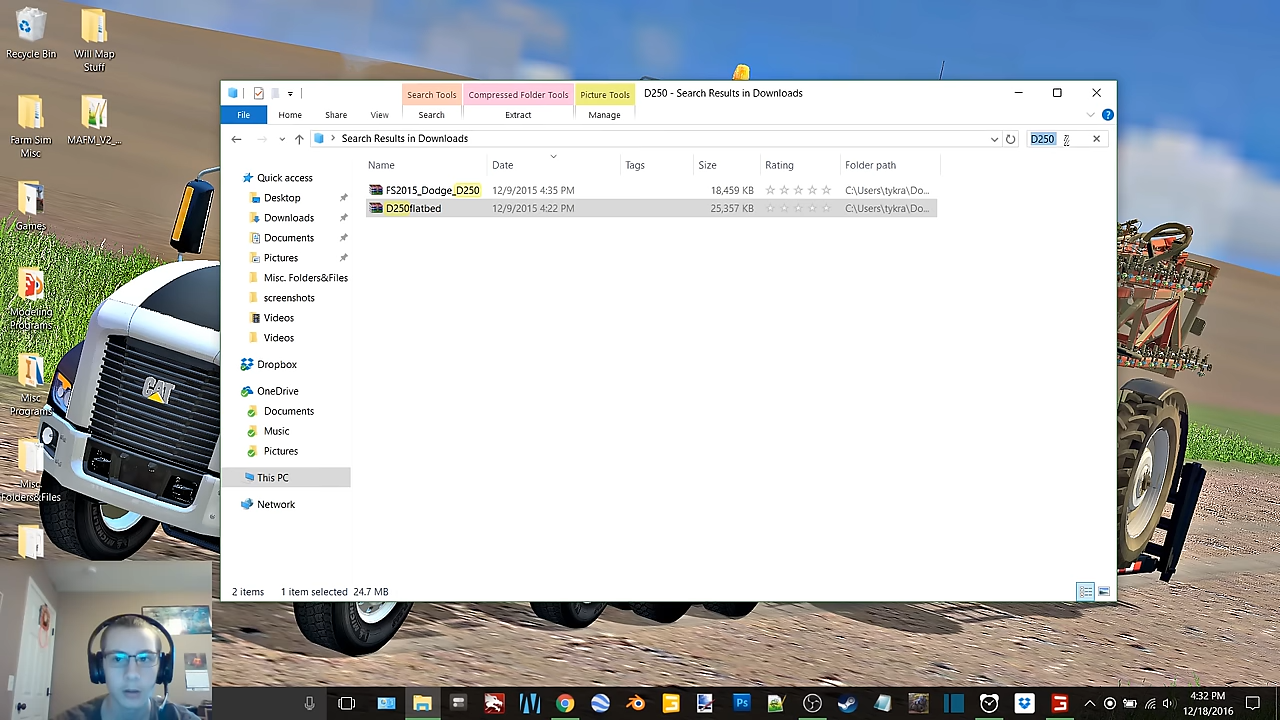 Recycle Bin
Will Map
Stuff
Farm Sim
Misc
MAFM_V2_...
Games
Modeling
Programs
Misc
Programs
Misc.
Folders&Files
Search Tools
Compressed Folder Tools
Picture Tools
D250 - Search Results in Downloads
File
Home
Share
View
Search
Extract
Manage
Search Results in Downloads
D250
Quick access
Desktop
Downloads
Documents
Pictures
Misc. Folders&Files
screenshots
Videos
Videos
Dropbox
OneDrive
Documents
Music
Pictures
This PC
Network
Name Date Tags Size Rating Folder path
FS2015_Dodge_D250 12/9/2015 4:35 PM 18,459 KB C:\Users\tykra\Do...
D250flatbed 12/9/2015 4:22 PM 25,357 KB C:\Users\tykra\Do...
2 items 1 item selected 24.7 MB
CAT
MICHELIN
Ps
4:32 PM
12/18/2016